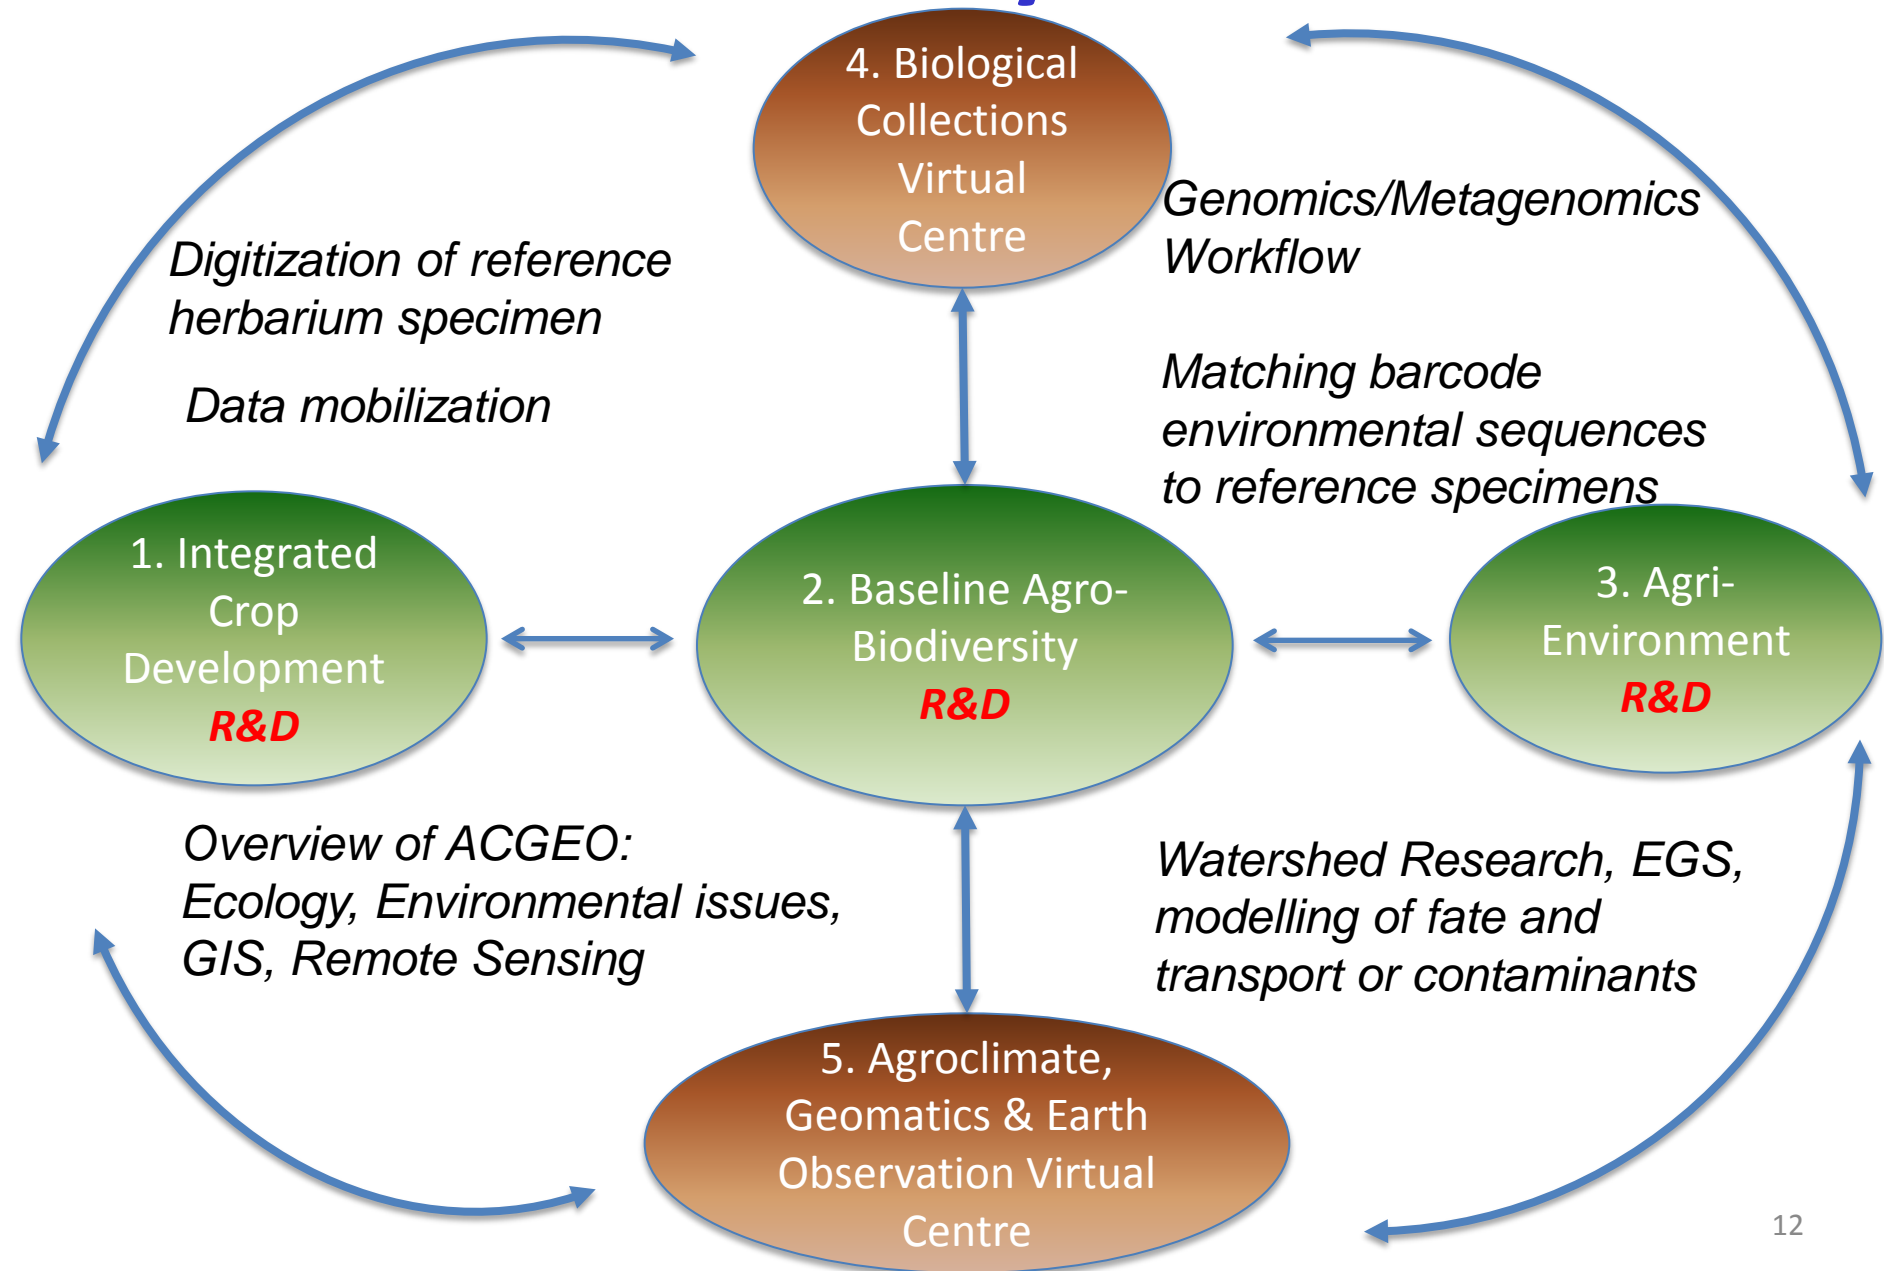 4. Biological
Collections
Virtual
Centre
Digitization of reference
herbarium specimen
Data mobilization
Genomics/Metagenomics
Workflow
Matching barcode
environmental sequences
to reference specimens
1. Integrated
Crop
Development
R&D
2. Baseline Agro-
Biodiversity
R&D
3. Agri-
Environment
R&D
Overview of ACGEO:
Ecology, Environmental issues,
GIS, Remote Sensing
Watershed Research, EGS,
modelling of fate and
transport or contaminants
5. Agroclimate,
Geomatics & Earth
Observation Virtual
Centre
12